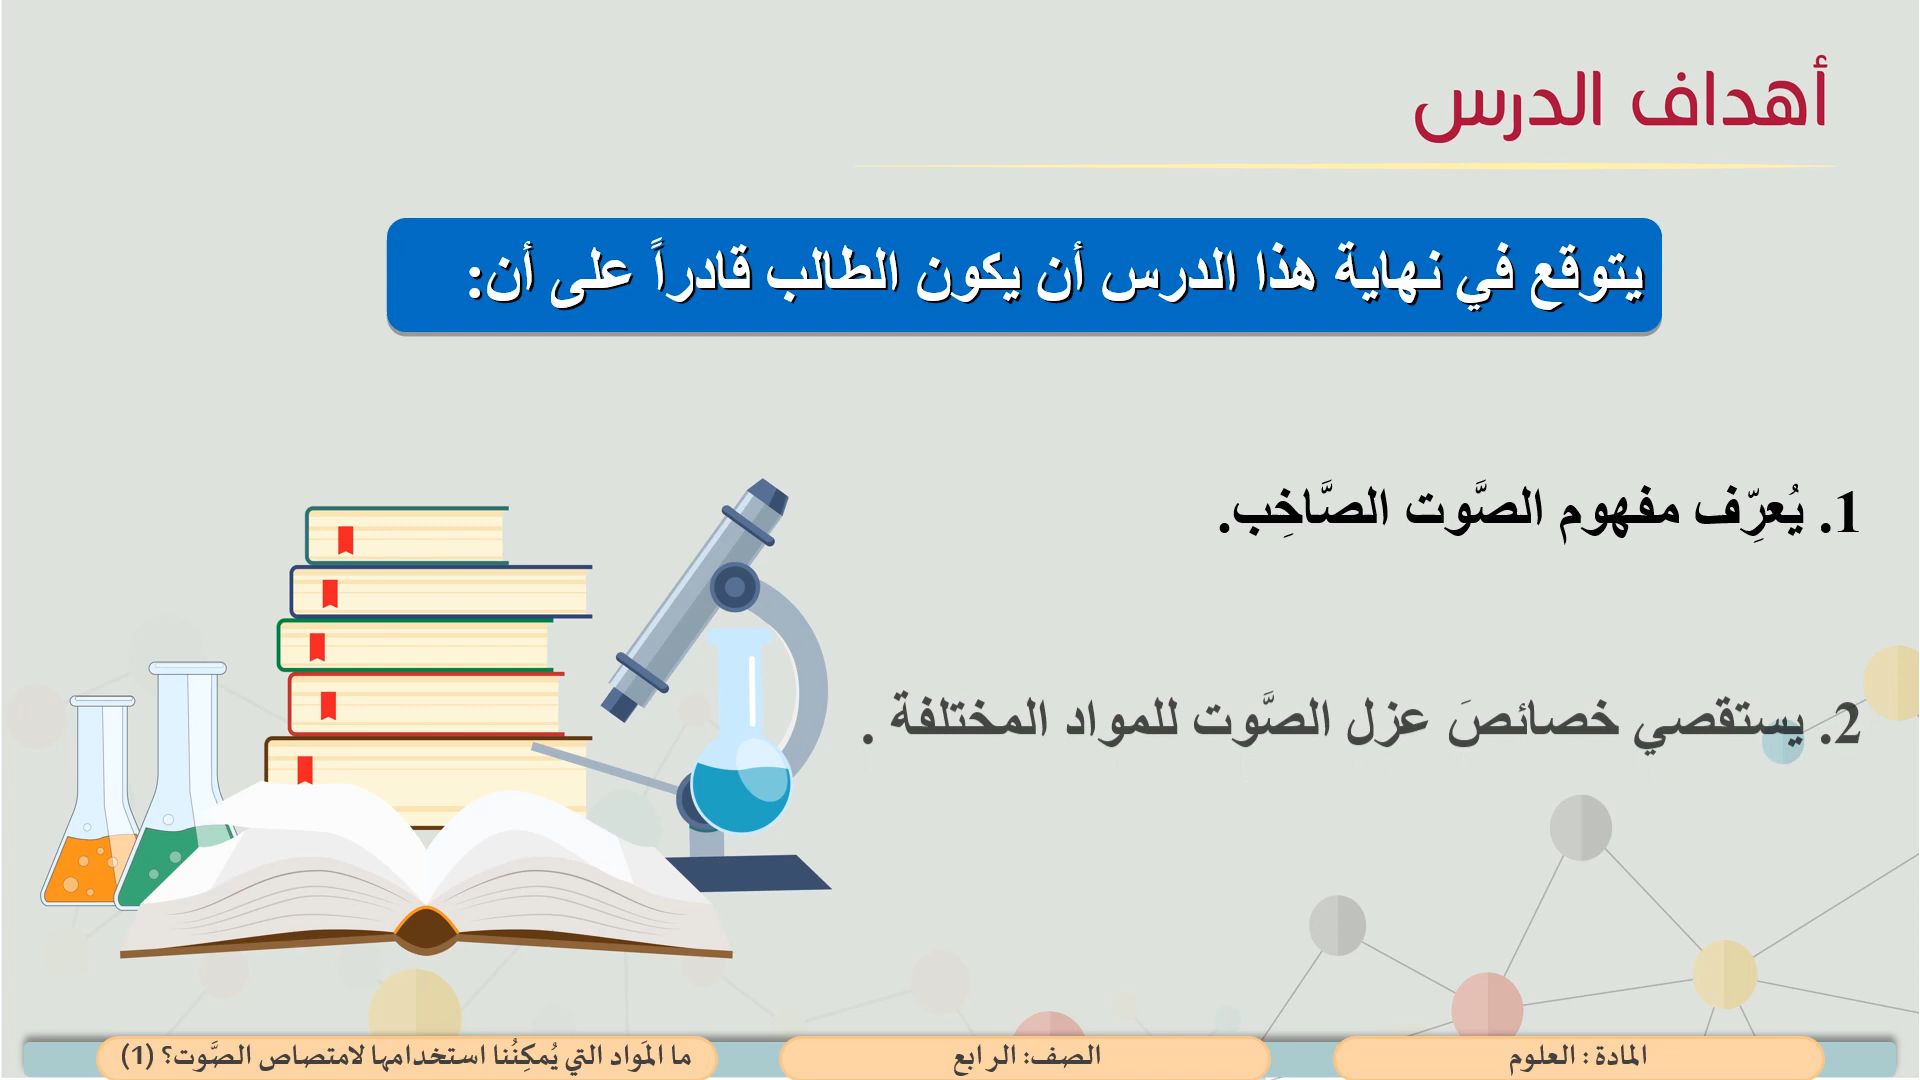 أهداف الدرس
يتوقع في نهاية هذا الدرس أن يكون الطالب قادراً على أن:
1. يُعرِّف مفهوم الصَّوت الصَّاخِب.
2. يستقصي خصائصَ عزل الصَّوت للمواد المختلفة .
المادة : العلوم
الصف: الرابع
ما المَواد التي يُمكِنُنا استخدامها لامتصاص الصَّوت؟ (1)